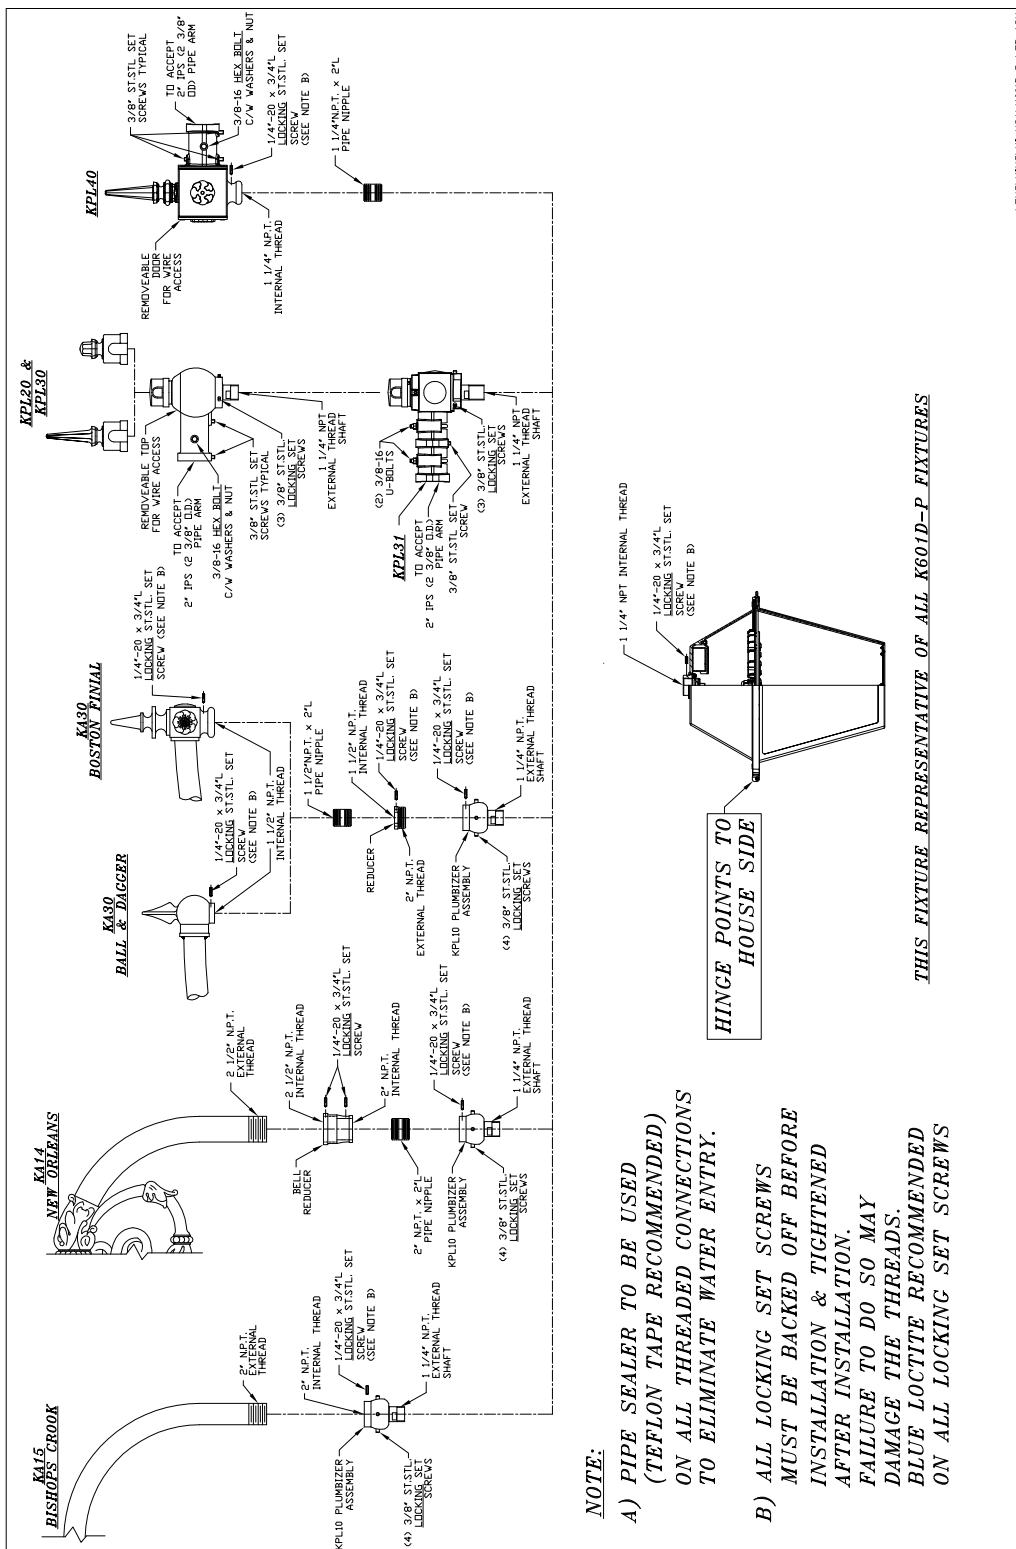 KA15
BISHOPS CROOK
2" N.P.T.
EXTERNAL
THREAD
2" N.P.T.
INTERNAL THREAD
1/4"-20 x 3/4"L
LOCKING ST.STL. SET
SCREW
(SEE NOTE B)
KPL10 PLUMBIZER
ASSEMBLY
1 1/4" N.P.T.
EXTERNAL THREAD
SHAFT
(4) 3/8" ST.STL.
LOCKING SET
SCREWS
KA14
NEW ORLEANS
2 1/2" N.P.T.
EXTERNAL
THREAD
2 1/2" N.P.T.
INTERNAL THREAD
BELL
REDUCER
1/4"-20 x 3/4"L
LOCKING ST.STL. SET
SCREW
2" N.P.T.
INTERNAL THREAD
2" N.P.T. x 2"L
PIPE NIPPLE
1/4"-20 x 3/4"L
LOCKING ST.STL. SET
SCREW
(SEE NOTE B)
KPL10 PLUMBIZER
ASSEMBLY
1 1/4" N.P.T.
EXTERNAL THREAD
SHAFT
(4) 3/8" ST.STL.
LOCKING SET
SCREWS
KA30
BALL & DAGGER
1/4"-20 x 3/4"L
LOCKING ST.STL. SET
SCREW
(SEE NOTE B)
1 1/2" N.P.T.
INTERNAL THREAD
KA30
BOSTON FINIAL
1/4"-20 x 3/4"L
LOCKING ST.STL. SET
SCREW (SEE NOTE B)
1 1/2"N.P.T. x 2"L
PIPE NIPPLE
1 1/2" N.P.T.
INTERNAL THREAD
1/4"-20 x 3/4"L
LOCKING ST.STL. SET
SCREW
(SEE NOTE B)
REDUCER
2" N.P.T.
EXTERNAL THREAD
1/4"-20 x 3/4"L
LOCKING ST.STL. SET
SCREW
(SEE NOTE B)
KPL10 PLUMBIZER
ASSEMBLY
1 1/4" N.P.T.
EXTERNAL THREAD
SHAFT
(4) 3/8" ST.STL.
LOCKING SET
SCREWS
KPL20 &
KPL30
REMOVEABLE TOP
FOR WIRE ACCESS
TO ACCEPT
2" IPS (2 3/8" O.D.)
PIPE ARM
3/8-16 HEX BOLT
C/W WASHERS & NUT
3/8" ST.STL SET
SCREWS TYPICAL
(3) 3/8" ST.STL.
LOCKING SET
SCREWS
1 1/4" NPT
EXTERNAL THREAD
SHAFT
KPL31
(2) 3/8-16
U-BOLTS
TO ACCEPT
2" IPS (2 3/8" O.D.)
PIPE ARM
3/8" ST.STL SET
SCREW
(3) 3/8" ST.STL.
LOCKING SET
SCREWS
1 1/4" NPT
EXTERNAL THREAD
SHAFT
KPL40
3/8" ST.STL SET
SCREWS TYPICAL
TO ACCEPT
2" IPS (2 3/8"
OD) PIPE ARM
3/8-16 HEX BOLT
C/W WASHERS & NUT
1/4"-20 x 3/4"L
LOCKING ST.STL. SET
SCREW
(SEE NOTE B)
REMOVEABLE
DOOR
FOR WIRE
ACCESS
1 1/4" N.P.T.
INTERNAL THREAD
1 1/4"N.P.T. x 2"L
PIPE NIPPLE
NOTE:
A) PIPE SEALER TO BE USED
(TEFLON TAPE RECOMMENDED)
ON ALL THREADED CONNECTIONS
TO ELIMINATE WATER ENTRY.
B) ALL LOCKING SET SCREWS
MUST BE BACKED OFF BEFORE
INSTALLATION & TIGHTENED
AFTER INSTALLATION.
FAILURE TO DO SO MAY
DAMAGE THE THREADS.
BLUE LOCTITE RECOMMENDED
ON ALL LOCKING SET SCREWS
1 1/4" NPT INTERNAL THREAD
1/4"-20 x 3/4"L
LOCKING ST.STL. SET
SCREW
(SEE NOTE B)
HINGE POINTS TO
HOUSE SIDE
THIS FIXTURE REPRESENTATIVE OF ALL K601D-P FIXTURES